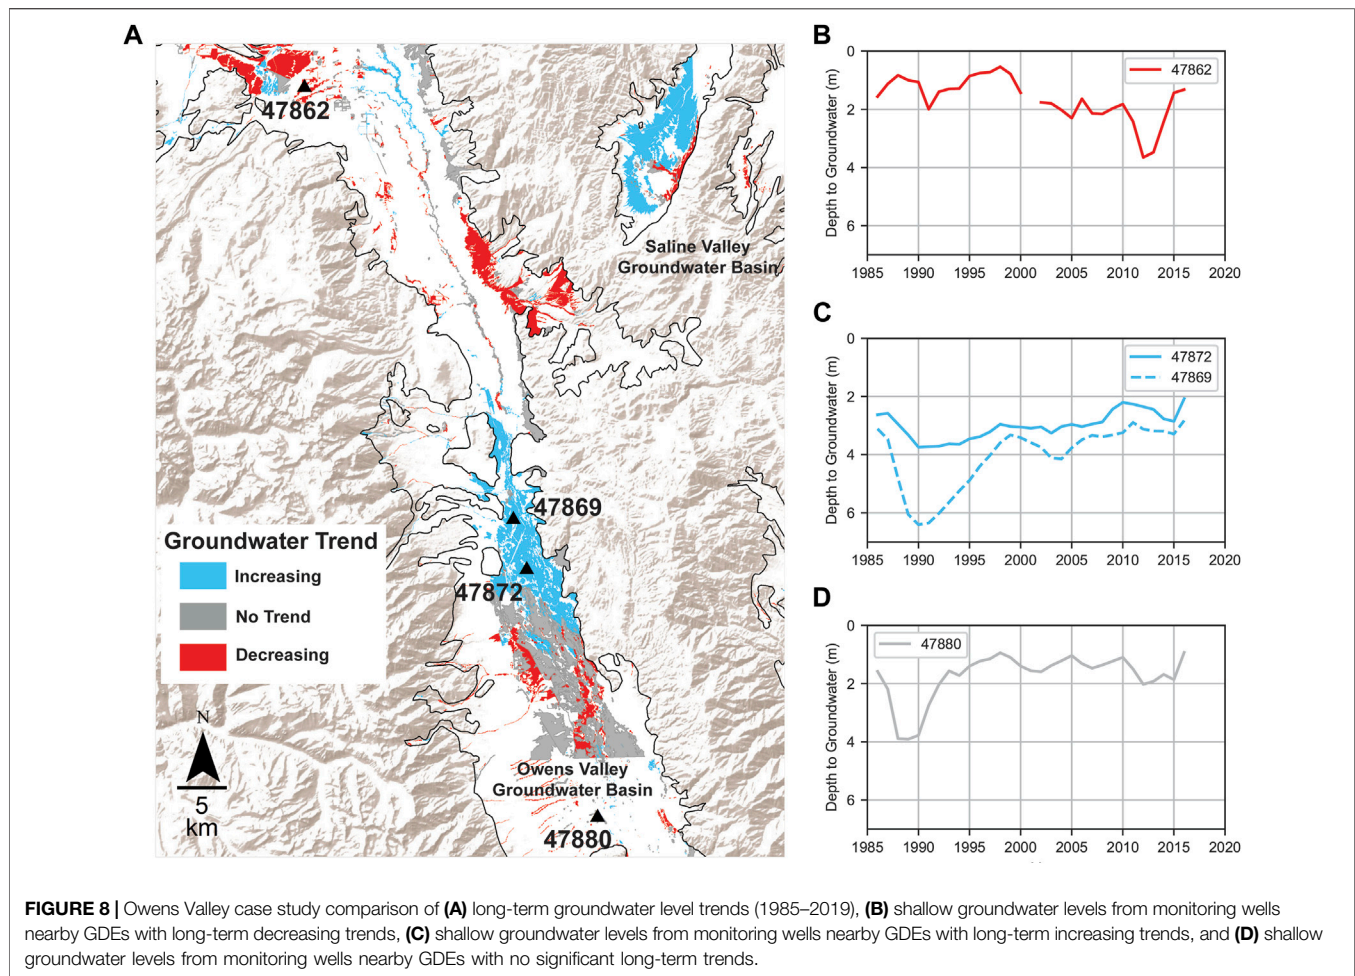 A
47862
Saline Valley
Groundwater Basin
47869
47872
Groundwater Trend
Increasing
No Trend
Decreasing
N
5
km
Owens Valley
Groundwater Basin
47880
B
Depth to Groundwater (m)
0
2
4
6
47862
1985 1990 1995 2000 2005 2010 2015 2020
C
Depth to Groundwater (m)
0
2
4
6
47872
47869
1985 1990 1995 2000 2005 2010 2015 2020
D
Depth to Groundwater (m)
0
2
4
6
47880
1985 1990 1995 2000 2005 2010 2015 2020
FIGURE 8 | Owens Valley case study comparison of (A) long-term groundwater level trends (1985–2019), (B) shallow groundwater levels from monitoring wells
nearby GDEs with long-term decreasing trends, (C) shallow groundwater levels from monitoring wells nearby GDEs with long-term increasing trends, and (D) shallow
groundwater levels from monitoring wells nearby GDEs with no significant long-term trends.